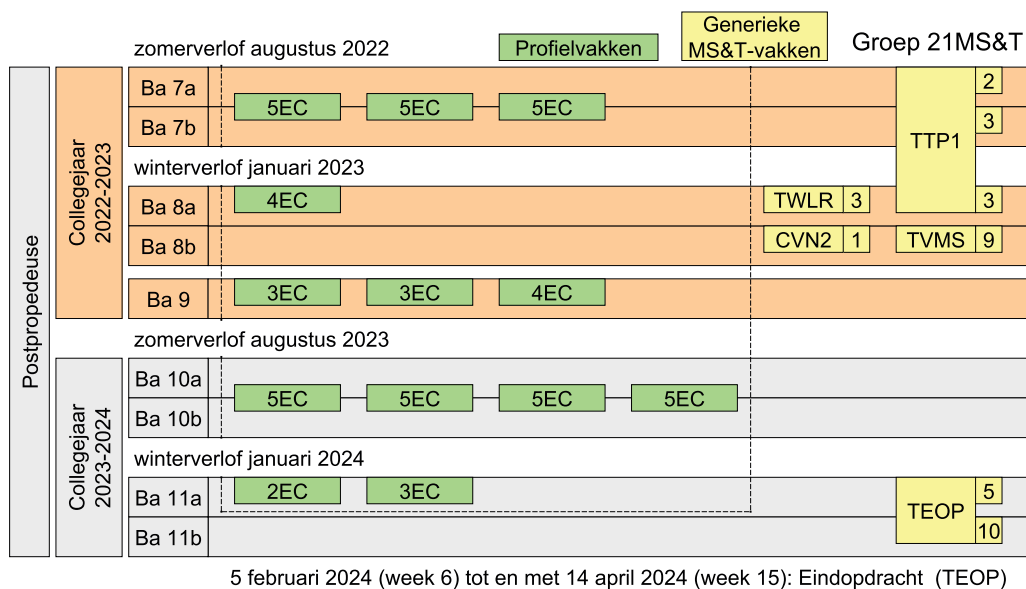 zomerverlof augustus 2022
Profielvakken
Generieke
MS&T-vakken
Groep 21MS&T
Postpropedeuse
Collegejaar
2022-2023
Ba 7a
2
5EC
5EC
5EC
TTP1
Ba 7b
3
winterverlof januari 2023
Ba 8a
4EC
TWLR
3
3
Ba 8b
CVN2
1
TVMS
9
Ba 9
3EC
3EC
4EC
zomerverlof augustus 2023
Collegejaar
2023-2024
Ba 10a
5EC
5EC
5EC
5EC
Ba 10b
winterverlof januari 2024
Ba 11a
2EC
3EC
TEOP
5
Ba 11b
10
5 februari 2024 (week 6) tot en met 14 april 2024 (week 15): Eindopdracht (TEOP)